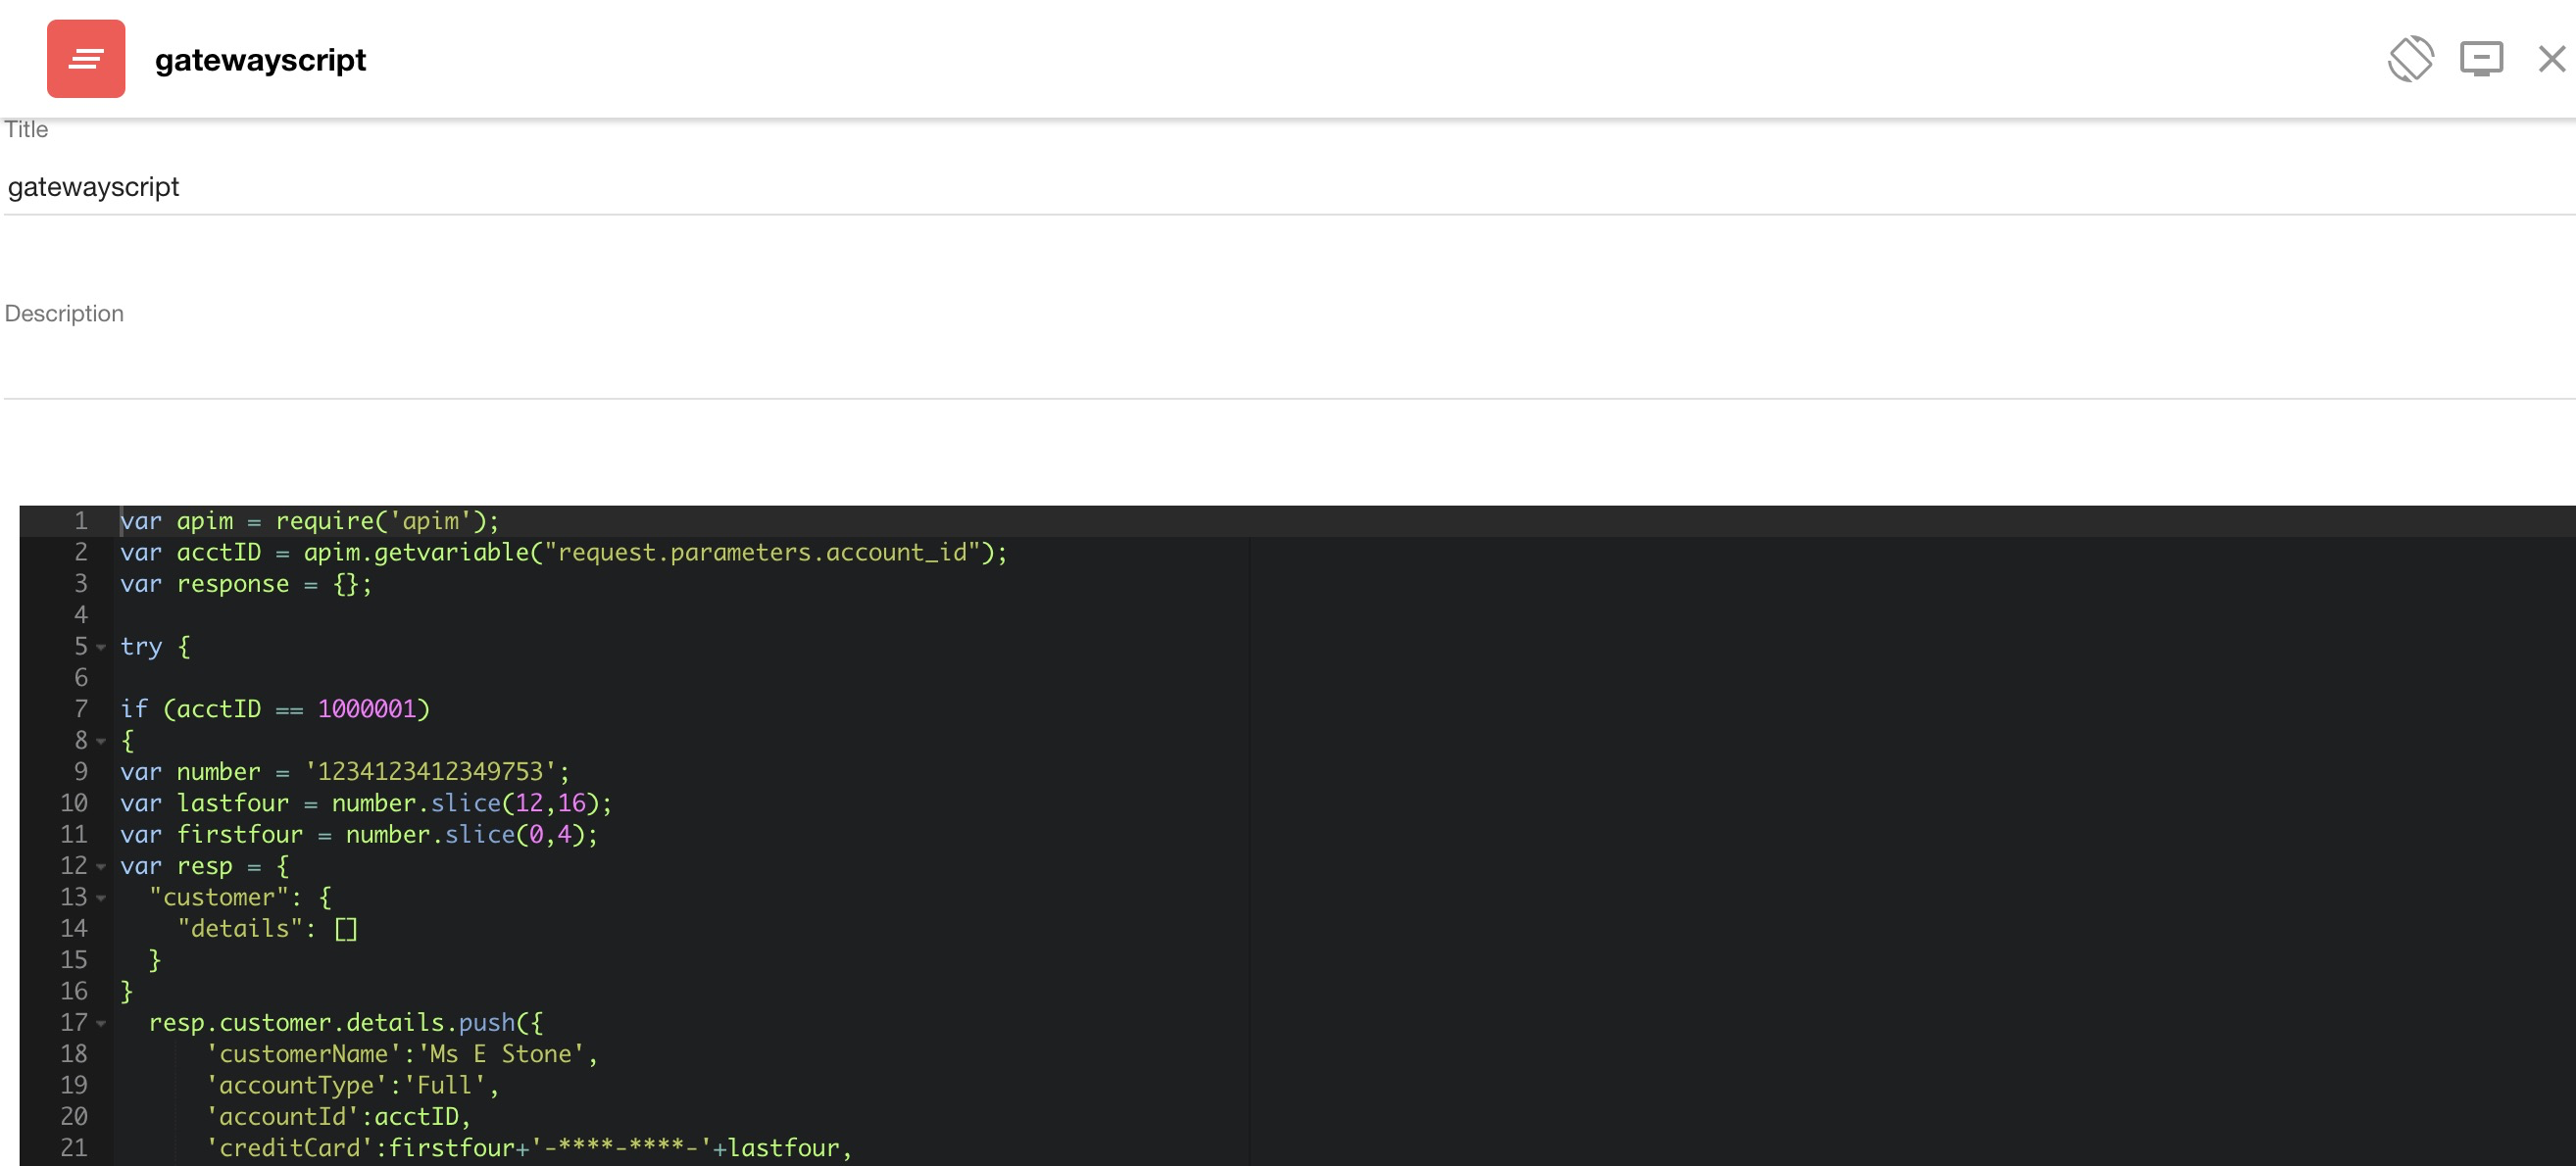 gatewayscript
Title
gatewayscript
Description
1 var apim = require('apim');
2 var acctID = apim.getvariable("request.parameters.account_id");
3 var response = {};
4
5 try {
6
7 if (acctID == 1000001)
8 {
9 var number = '1234123412349753';
10 var lastfour = number.slice(12,16);
11 var firstfour = number.slice(0,4);
12 var resp = {
13   "customer": {
14     "details": []
15   }
16 }
17   resp.customer.details.push({
18       'customerName':'Ms E Stone',
19       'accountType':'Full',
20       'accountId':acctID,
21       'creditCard':firstfour+'-****-****-'+lastfour,